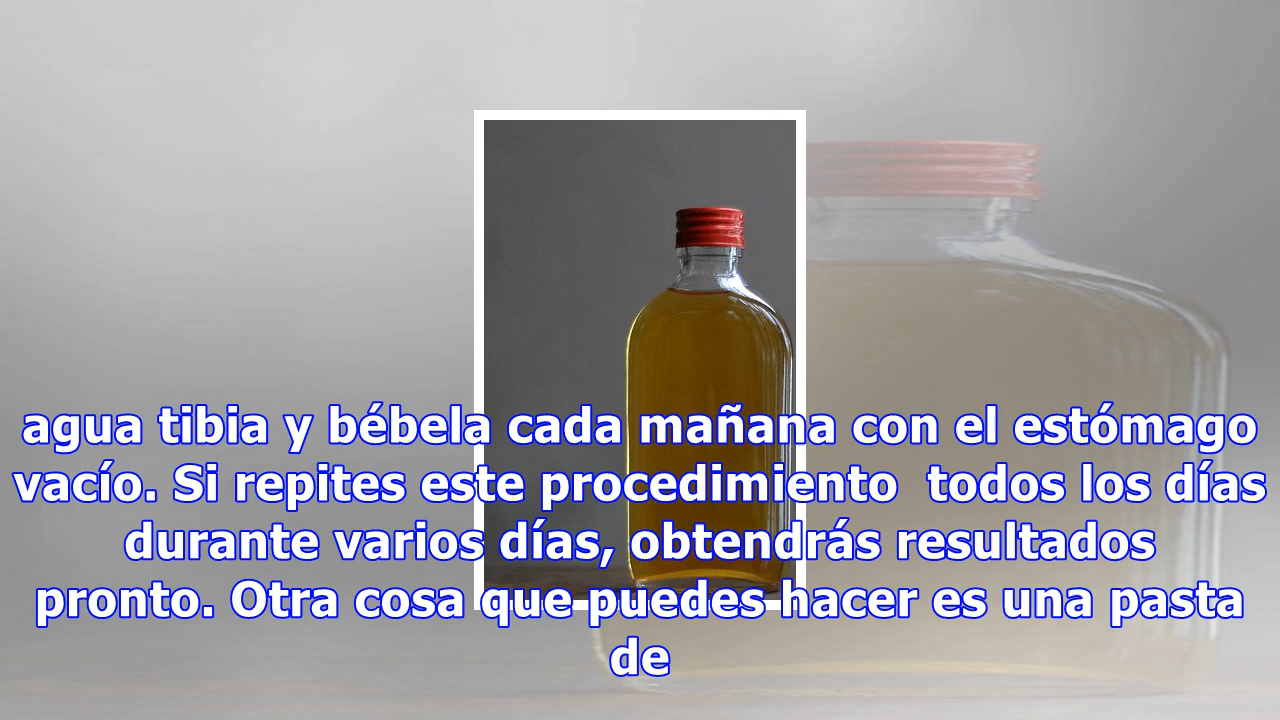 agua tibia y bébela cada mañana con el estómago
vacío. Si repites este procedimiento  todos los días
durante varios días, obtendrás resultados
pronto. Otra cosa que puedes hacer es una pasta
de